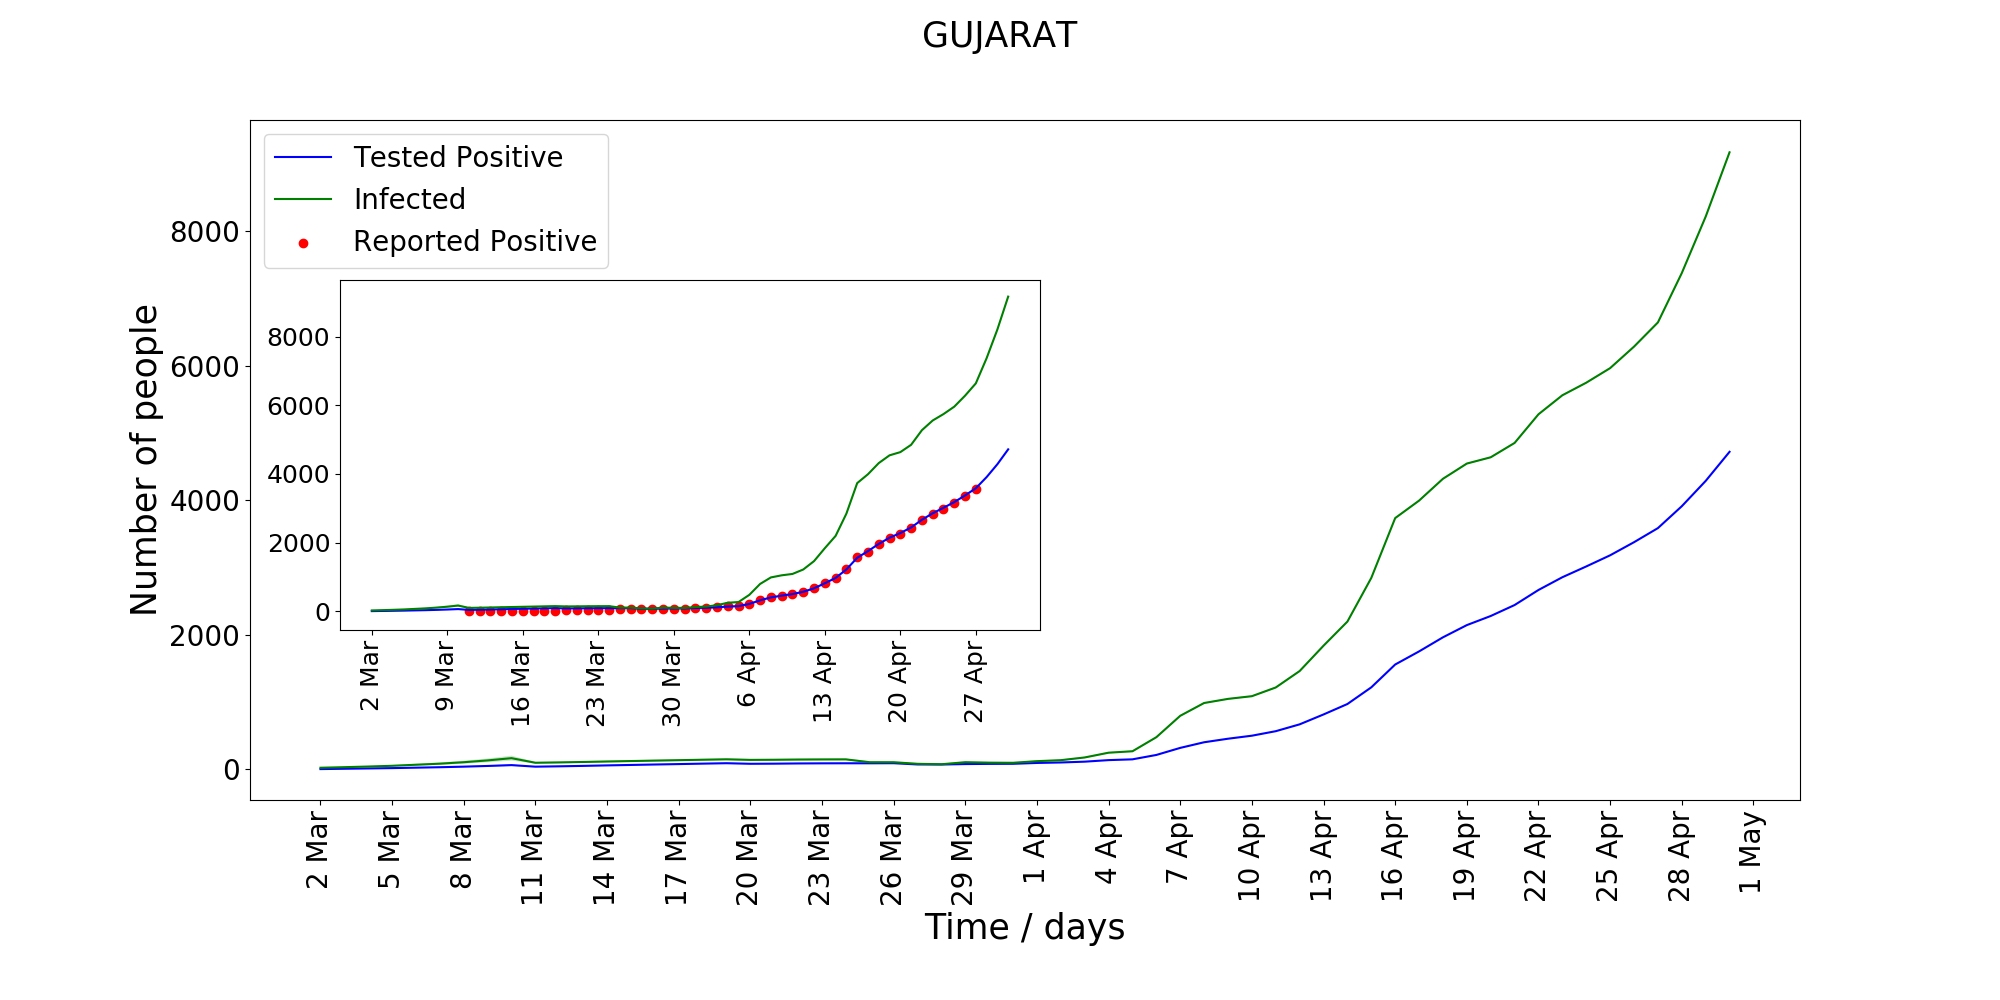 GUJARAT
Tested Positive
Infected
Reported Positive
Number of people
8000
6000
4000
2000
0
8000
6000
4000
2000
0
2 Mar
9 Mar
16 Mar
23 Mar
30 Mar
6 Apr
13 Apr
20 Apr
27 Apr
2 Mar
5 Mar
8 Mar
11 Mar
14 Mar
17 Mar
20 Mar
23 Mar
26 Mar
29 Mar
1 Apr
4 Apr
7 Apr
10 Apr
13 Apr
16 Apr
19 Apr
22 Apr
25 Apr
28 Apr
1 May
Time / days